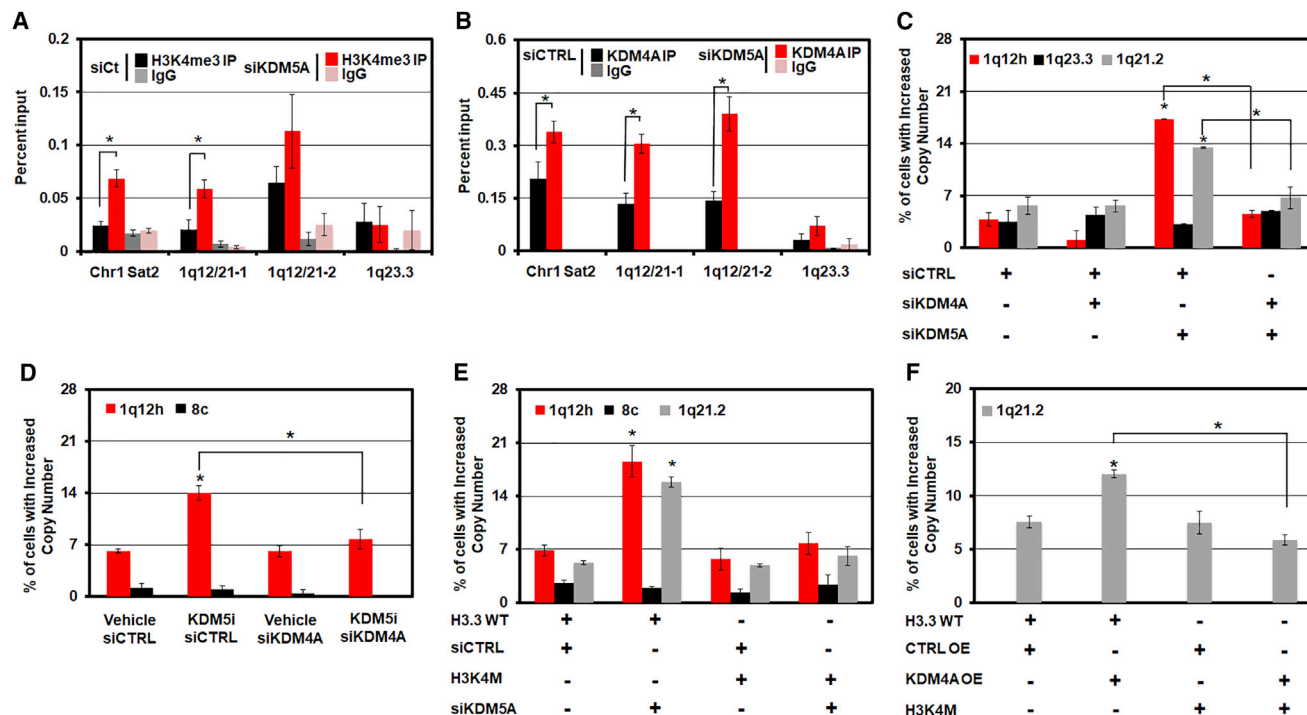 A
0.2
0.15
0.1
0.05
0
Percent input
siCt H3K4me3 IP siKDM5A H3K4me3 IP
IgG IgG
* *
Chr1 Sat2 1q12/21-1 1q12/21-2 1q23.3
B
0.6
0.45
0.3
0.15
0
Percent input
siCTRL KDM4A IP siKDM5A KDM4A IP
IgG IgG
* * *
Chr1 Sat2 1q12/21-1 1q12/21-2 1q23.3
C
28
21
14
7
0
% of cells with Increased
Copy Number
1q12h 1q23.3 1q21.2
*
* * *
siCTRL + + + -
siKDM4A - + - +
siKDM5A - - + +
D
28
21
14
7
0
% of cells with Increased
Copy Number
1q12h 8c
*
*
Vehicle KDM5i Vehicle KDM5i
siCTRL siCTRL siKDM4A siKDM4A
E
28
21
14
7
0
% of cells with Increased
Copy Number
1q12h 8c 1q21.2
* *
H3.3 WT + + - -
siCTRL + - + -
H3K4M - - + +
siKDM5A - + - +
F
20
15
10
5
0
% of cells with Increased
Copy Number
1q21.2
*
*
H3.3 WT + + - -
CTRL OE + - + -
KDM4A OE - + - +
H3K4M - - + +